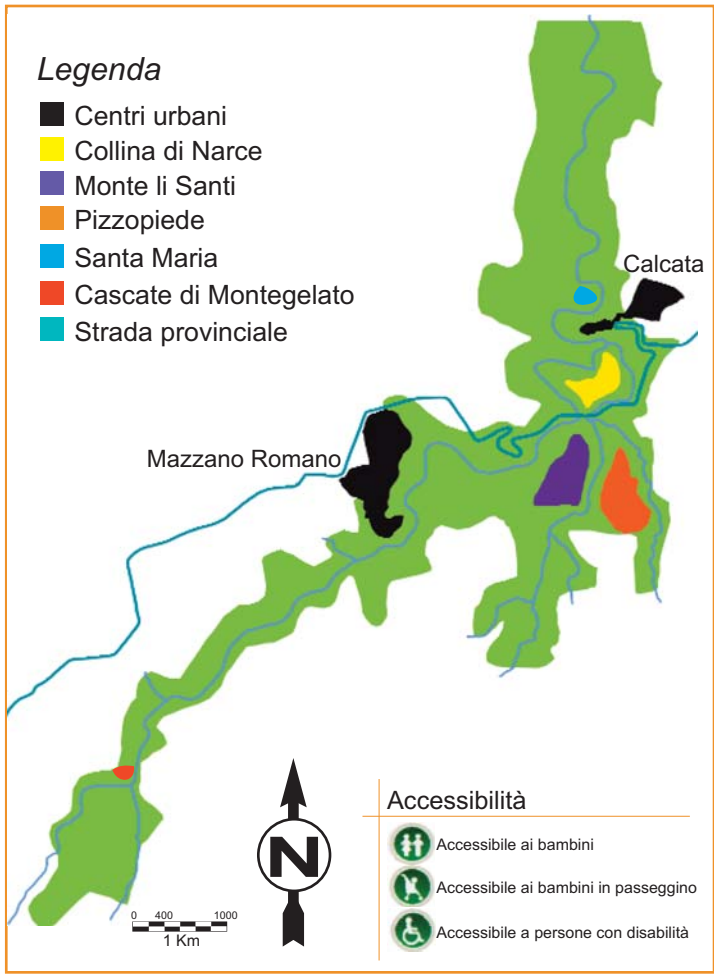 Legenda
Centri urbani
Collina di Narce
Monte li Santi
Pizzopiede
Santa Maria
Cascate di Montegelato
Strada provinciale
Calcata
Mazzano Romano
N
0 400 1000
1 Km
Accessibilità
Accessibile ai bambini
Accessibile ai bambini in passeggino
Accessibile a persone con disabilità